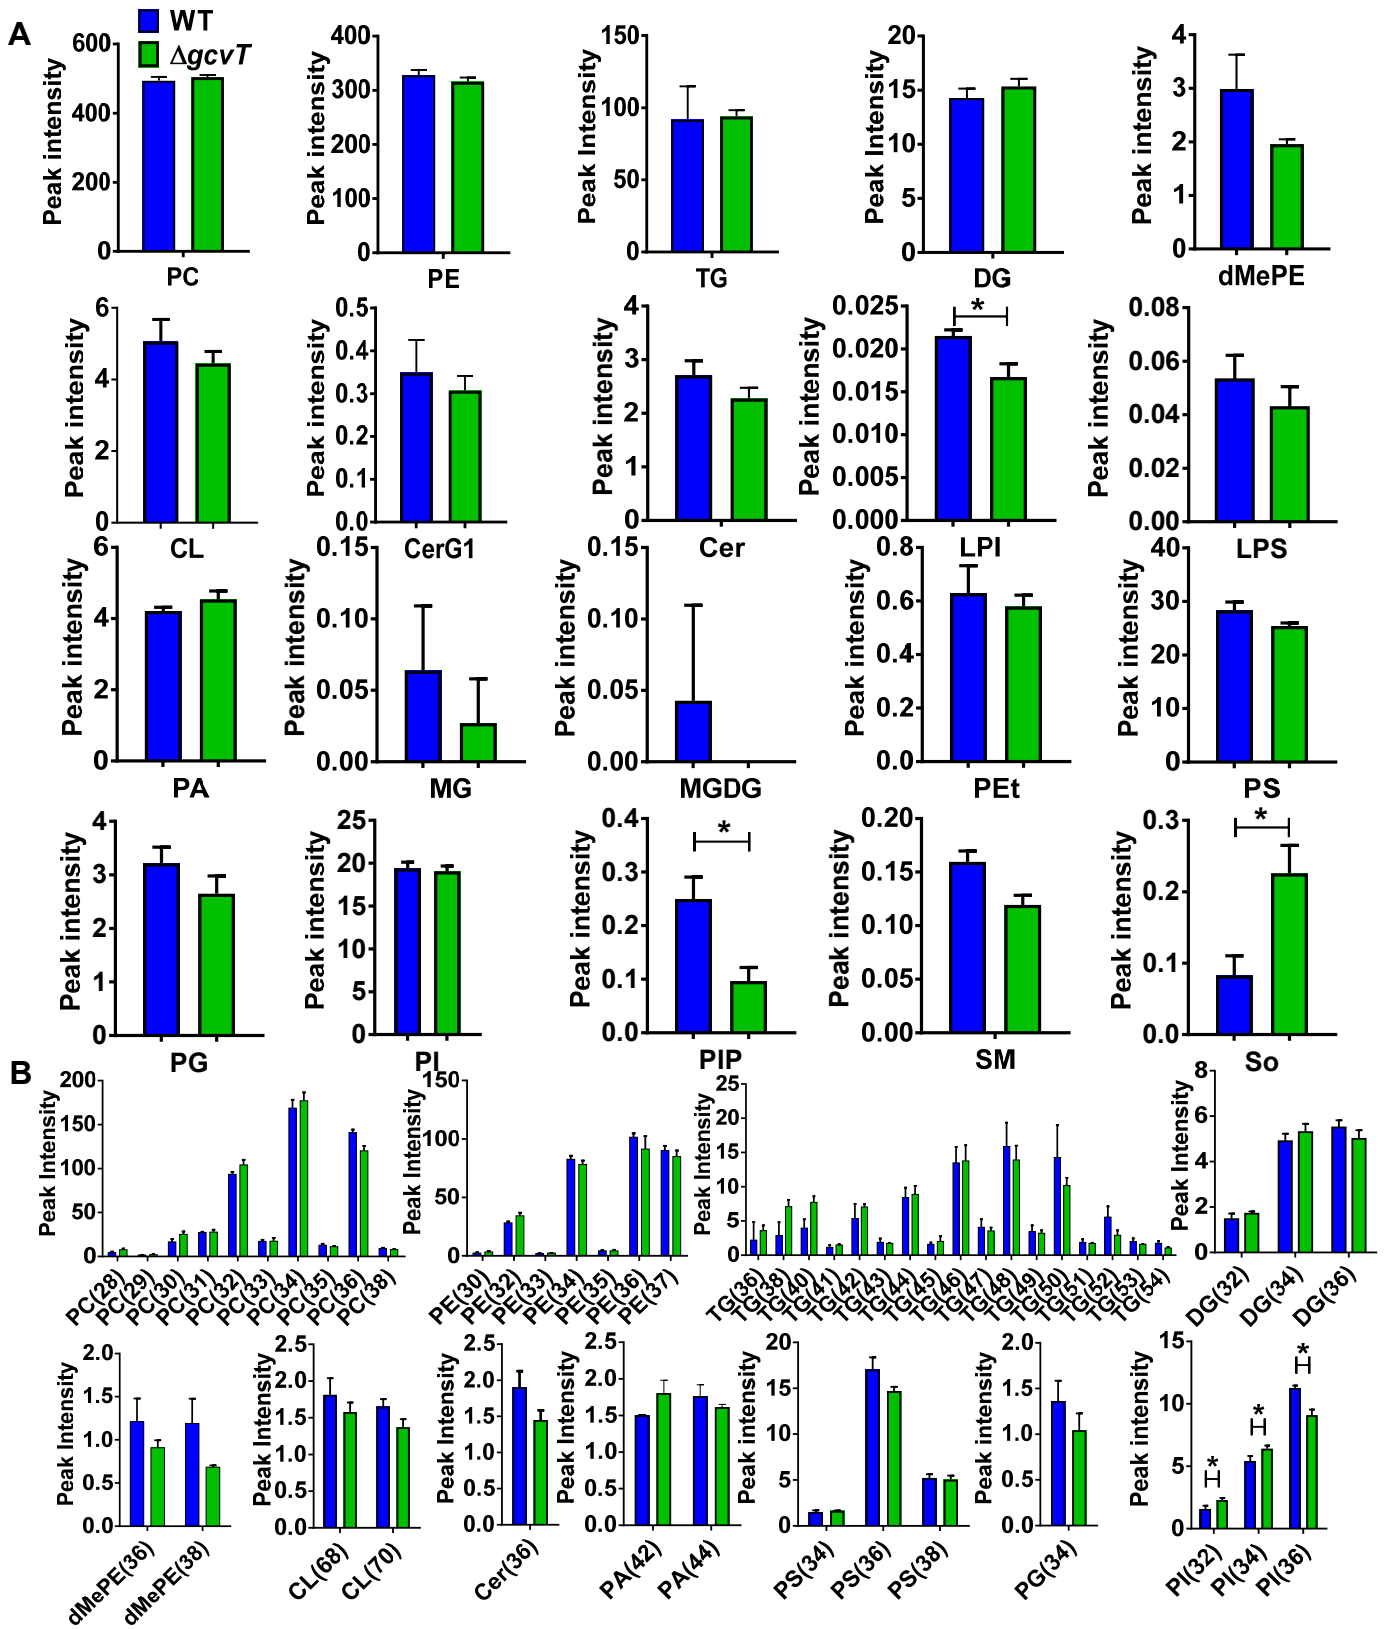 A
WT
ΔgcvT
Peak intensity
600
400
200
0
PC
Peak intensity
400
300
200
100
0
PE
Peak Intensity
150
100
50
0
TG
Peak intensity
20
15
10
5
0
DG
Peak intensity
4
3
2
1
0
dMePE
Peak intensity
6
4
2
0
CL
Peak intensity
0.5
0.4
0.3
0.2
0.1
0.0
CerG1
Peak intensity
4
3
2
1
0
Cer
Peak intensity
0.025
0.020
0.015
0.010
0.005
0.000
*
LPI
Peak intensity
0.08
0.06
0.04
0.02
0.00
LPS
Peak intensity
6
4
2
0
PA
Peak intensity
0.15
0.10
0.05
0.00
MG
Peak intensity
0.15
0.10
0.05
0.00
MGDG
Peak intensity
0.8
0.6
0.4
0.2
0.0
PEt
Peak intensity
40
30
20
10
0
PS
Peak intensity
4
3
2
1
0
PG
Peak intensity
25
20
15
10
5
0
PI
Peak intensity
0.4
0.3
0.2
0.1
0.0
*
PIP
Peak intensity
0.20
0.15
0.10
0.05
0.00
SM
Peak intensity
0.3
0.2
0.1
0.0
*
So
B
Peak Intensity
200
150
100
50
0
PC(28)
PC(29)
PC(30)
PC(31)
PC(32)
PC(33)
PC(34)
PC(35)
PC(36)
PC(38)
Peak Intensity
150
100
50
0
PE(30)
PE(32)
PE(33)
PE(34)
PE(35)
PE(36)
PE(37)
Peak Intensity
25
20
15
10
5
0
TG(36)
TG(38)
TG(40)
TG(41)
TG(42)
TG(43)
TG(44)
TG(45)
TG(46)
TG(47)
TG(48)
TG(49)
TG(50)
TG(51)
TG(52)
TG(53)
TG(54)
Peak Intensity
8
6
4
2
0
DG(32)
DG(34)
DG(36)
Peak Intensity
2.0
1.5
1.0
0.5
0.0
dMePE(36)
dMePE(38)
Peak Intensity
2.5
2.0
1.5
1.0
0.5
0.0
CL(68)
CL(70)
Peak Intensity
2.5
2.0
1.5
1.0
0.5
0.0
Cer(36)
Peak Intensity
2.5
2.0
1.5
1.0
0.5
0.0
PA(42)
PA(44)
Peak Intensity
20
15
10
5
0
PS(34)
PS(36)
PS(38)
Peak intensity
2.0
1.5
1.0
0.5
0.0
PG(34)
Peak intensity
15
10
5
0
*
*
*
PI(32)
PI(34)
PI(36)